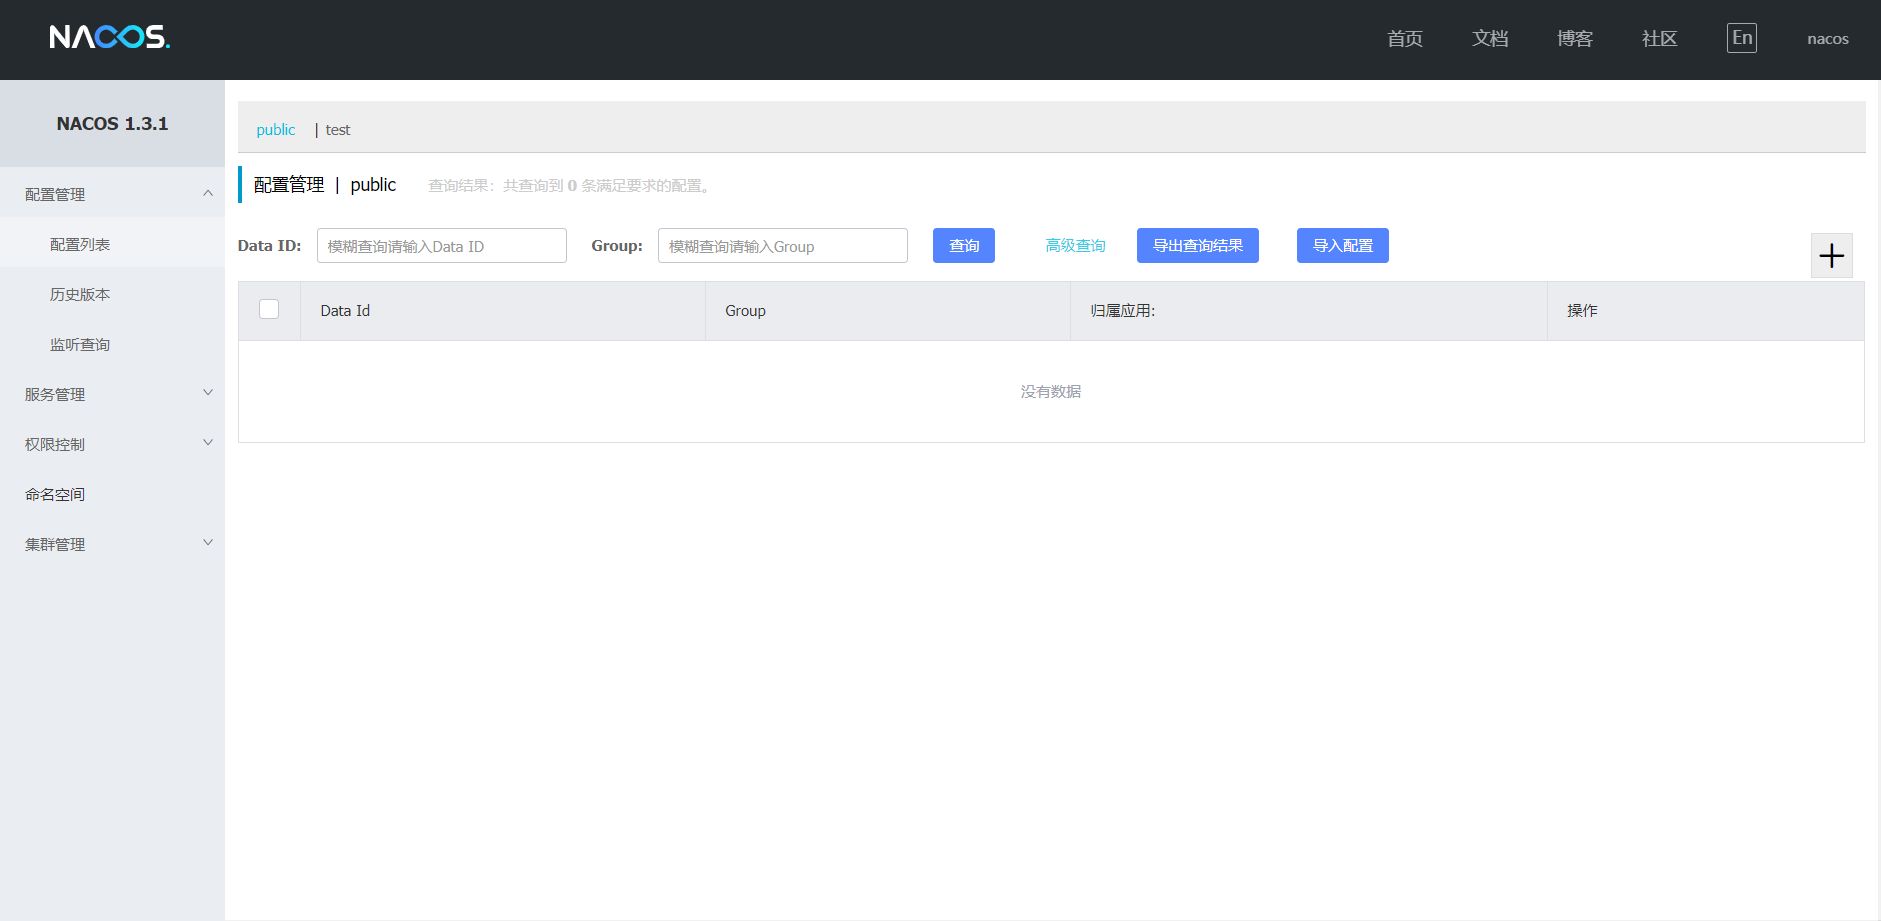 NACOS. 首页 文档 博客 社区 En nacos
NACOS 1.3.1
配置管理
配置列表
历史版本
监听查询
服务管理
权限控制
命名空间
集群管理
public | test
配置管理 | public 查询结果：共查询到 0 条满足要求的配置。
Data ID: 模糊查询请输入Data ID Group: 模糊查询请输入Group 查询 高级查询 导出查询结果 导入配置
Data Id Group 归属应用: 操作
没有数据